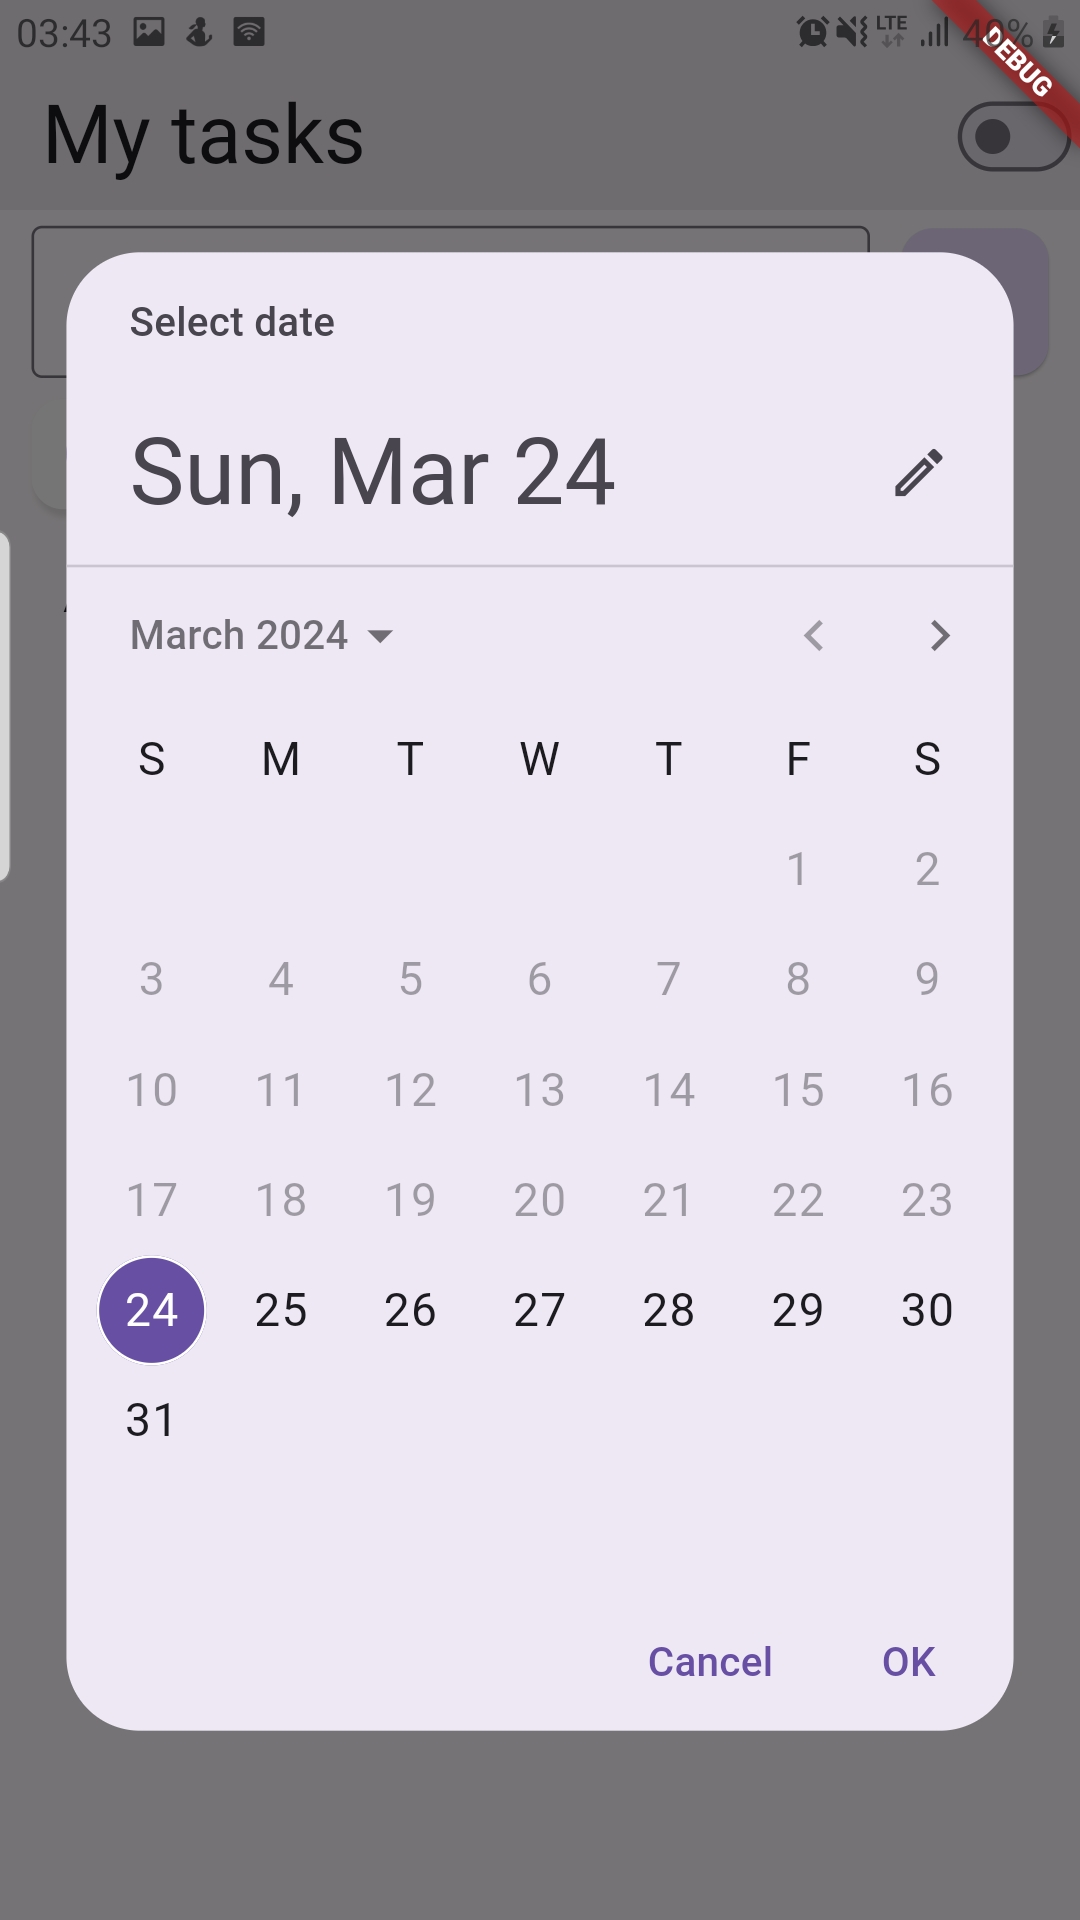 03:43 LTE
DEBUG
My tasks
Select date
Sun, Mar 24
March 2024
S M T W T F S
1 2
3 4 5 6 7 8 9
10 11 12 13 14 15 16
17 18 19 20 21 22 23
24 25 26 27 28 29 30
31
Cancel OK